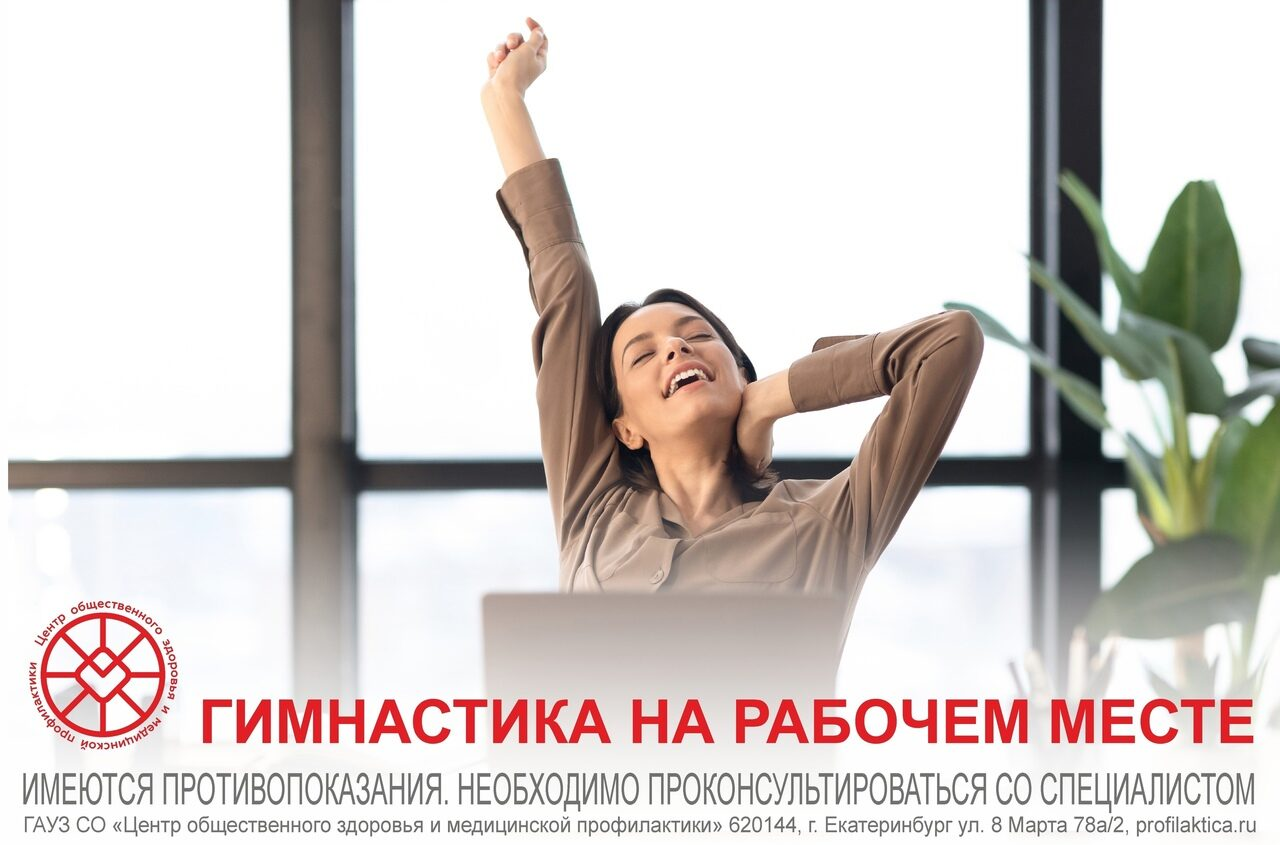 Центр общественного здоровья и медицинской профилактики
ГИМНАСТИКА НА РАБОЧЕМ МЕСТЕ
ИМЕЮТСЯ ПРОТИВОПОКАЗАНИЯ. НЕОБХОДИМО ПРОКОНСУЛЬТИРОВАТЬСЯ СО СПЕЦИАЛИСТОМ
ГАУЗ СО «Центр общественного здоровья и медицинской профилактики» 620144, г. Екатеринбург ул. 8 Марта 78а/2, profilaktica.ru